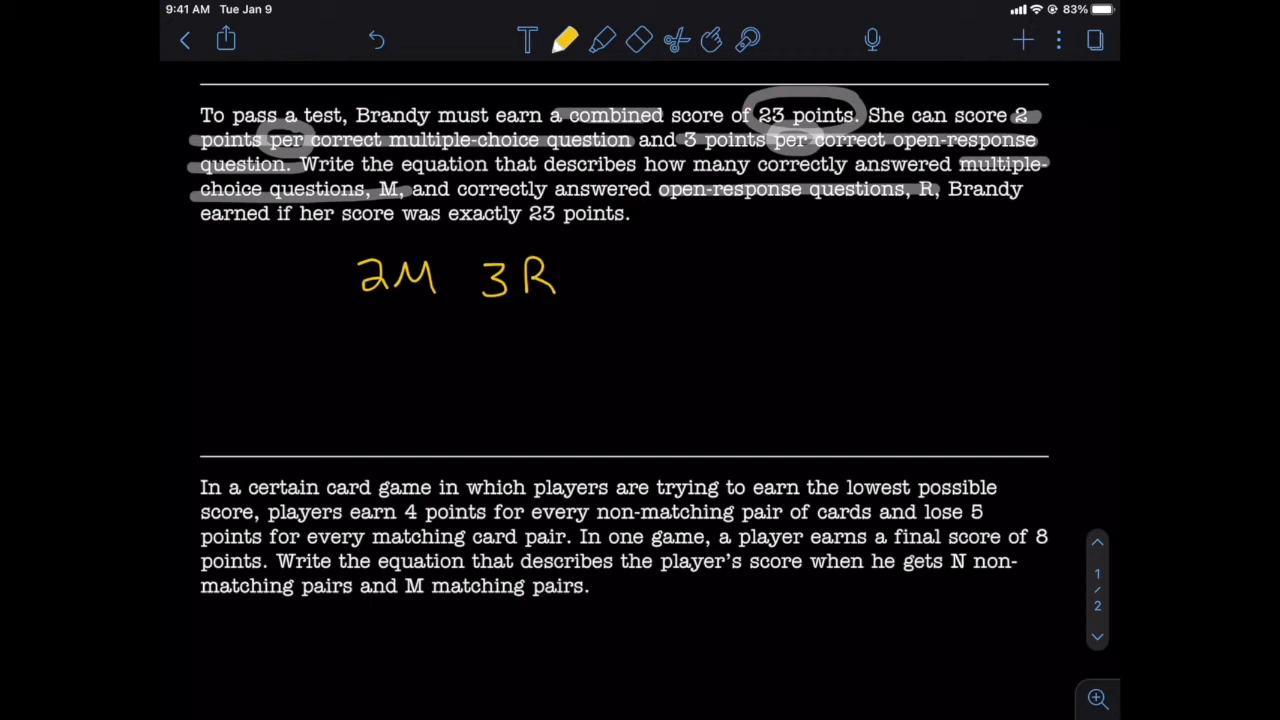 9:41 AM Tue Jan 9 83%
T
To pass a test, Brandy must earn a combined score of 23 points. She can score 2
points per correct multiple-choice question and 3 points per correct open-response
question. Write the equation that describes how many correctly answered multiple-
choice questions, M, and correctly answered open-response questions, R, Brandy
earned if her score was exactly 23 points.
2M 3R
In a certain card game in which players are trying to earn the lowest possible
score, players earn 4 points for every non-matching pair of cards and lose 5
points for every matching card pair. In one game, a player earns a final score of 8
points. Write the equation that describes the player's score when he gets N non-
matching pairs and M matching pairs.
1
/
2